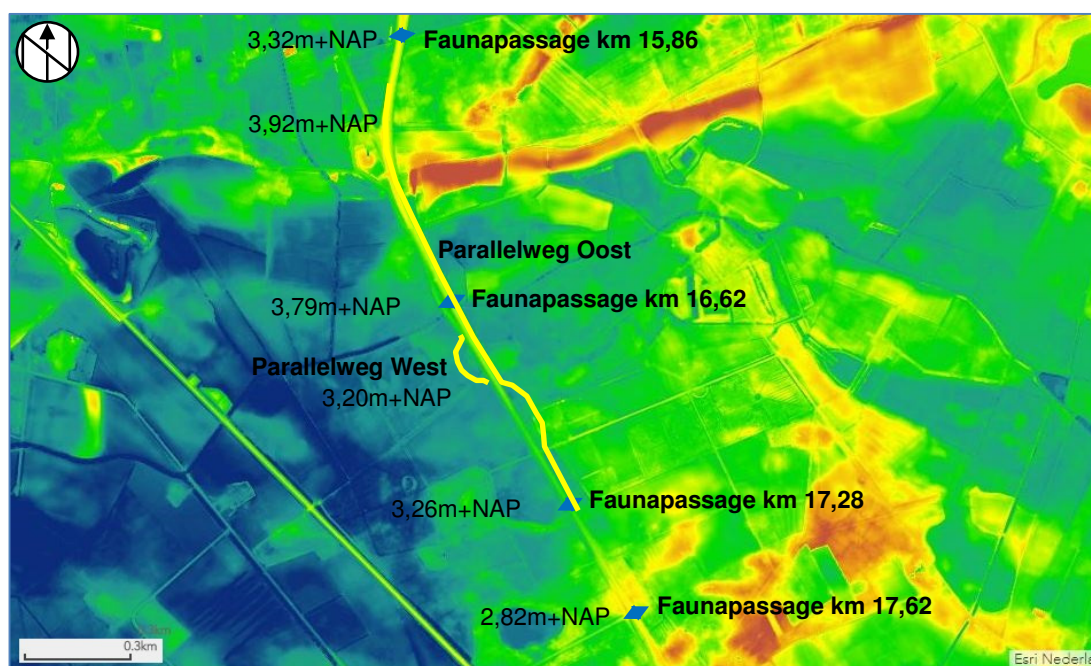 3,32m+NAP
Faunapassage km 15,86
3,92m+NAP
Parallelweg Oost
3,79m+NAP
Faunapassage km 16,62
Parallelweg West
3,20m+NAP
3,26m+NAP
Faunapassage km 17,28
2,82m+NAP
Faunapassage km 17,62
0.3km
Esri Nederl